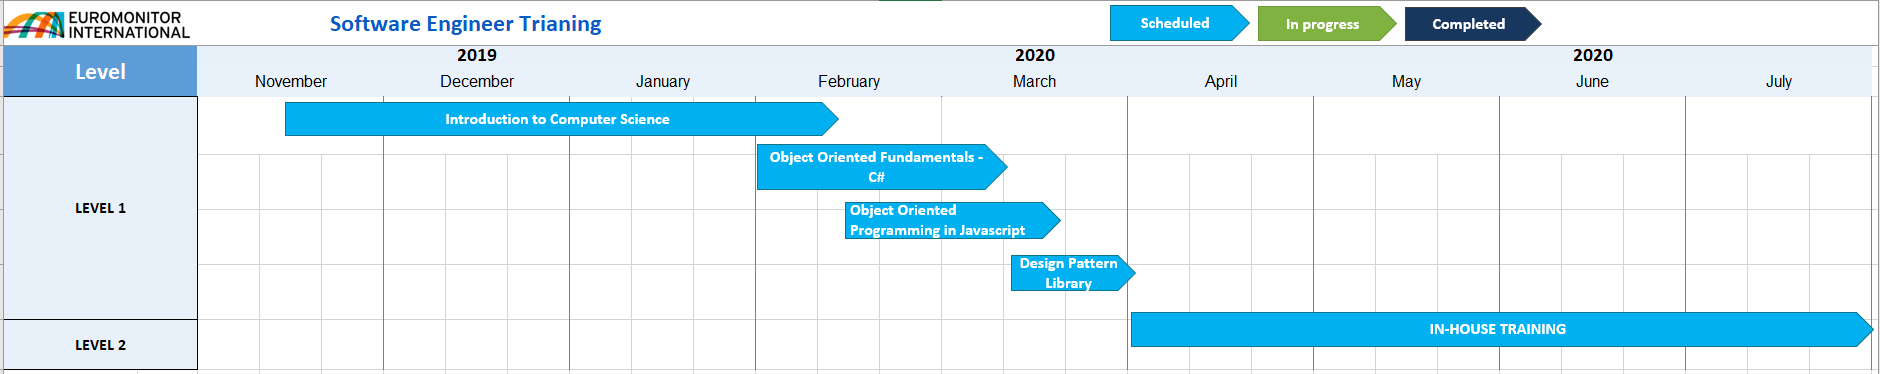 EUROMONITOR
INTERNATIONAL
Software Engineer Trianing
Scheduled
In progress
Completed
Level
2019
2020
2020
November
December
January
February
March
April
May
June
July
LEVEL 1
Introduction to Computer Science
Object Oriented Fundamentals -
C#
Object Oriented
Programming in Javascript
Design Pattern
Library
LEVEL 2
IN-HOUSE TRAINING